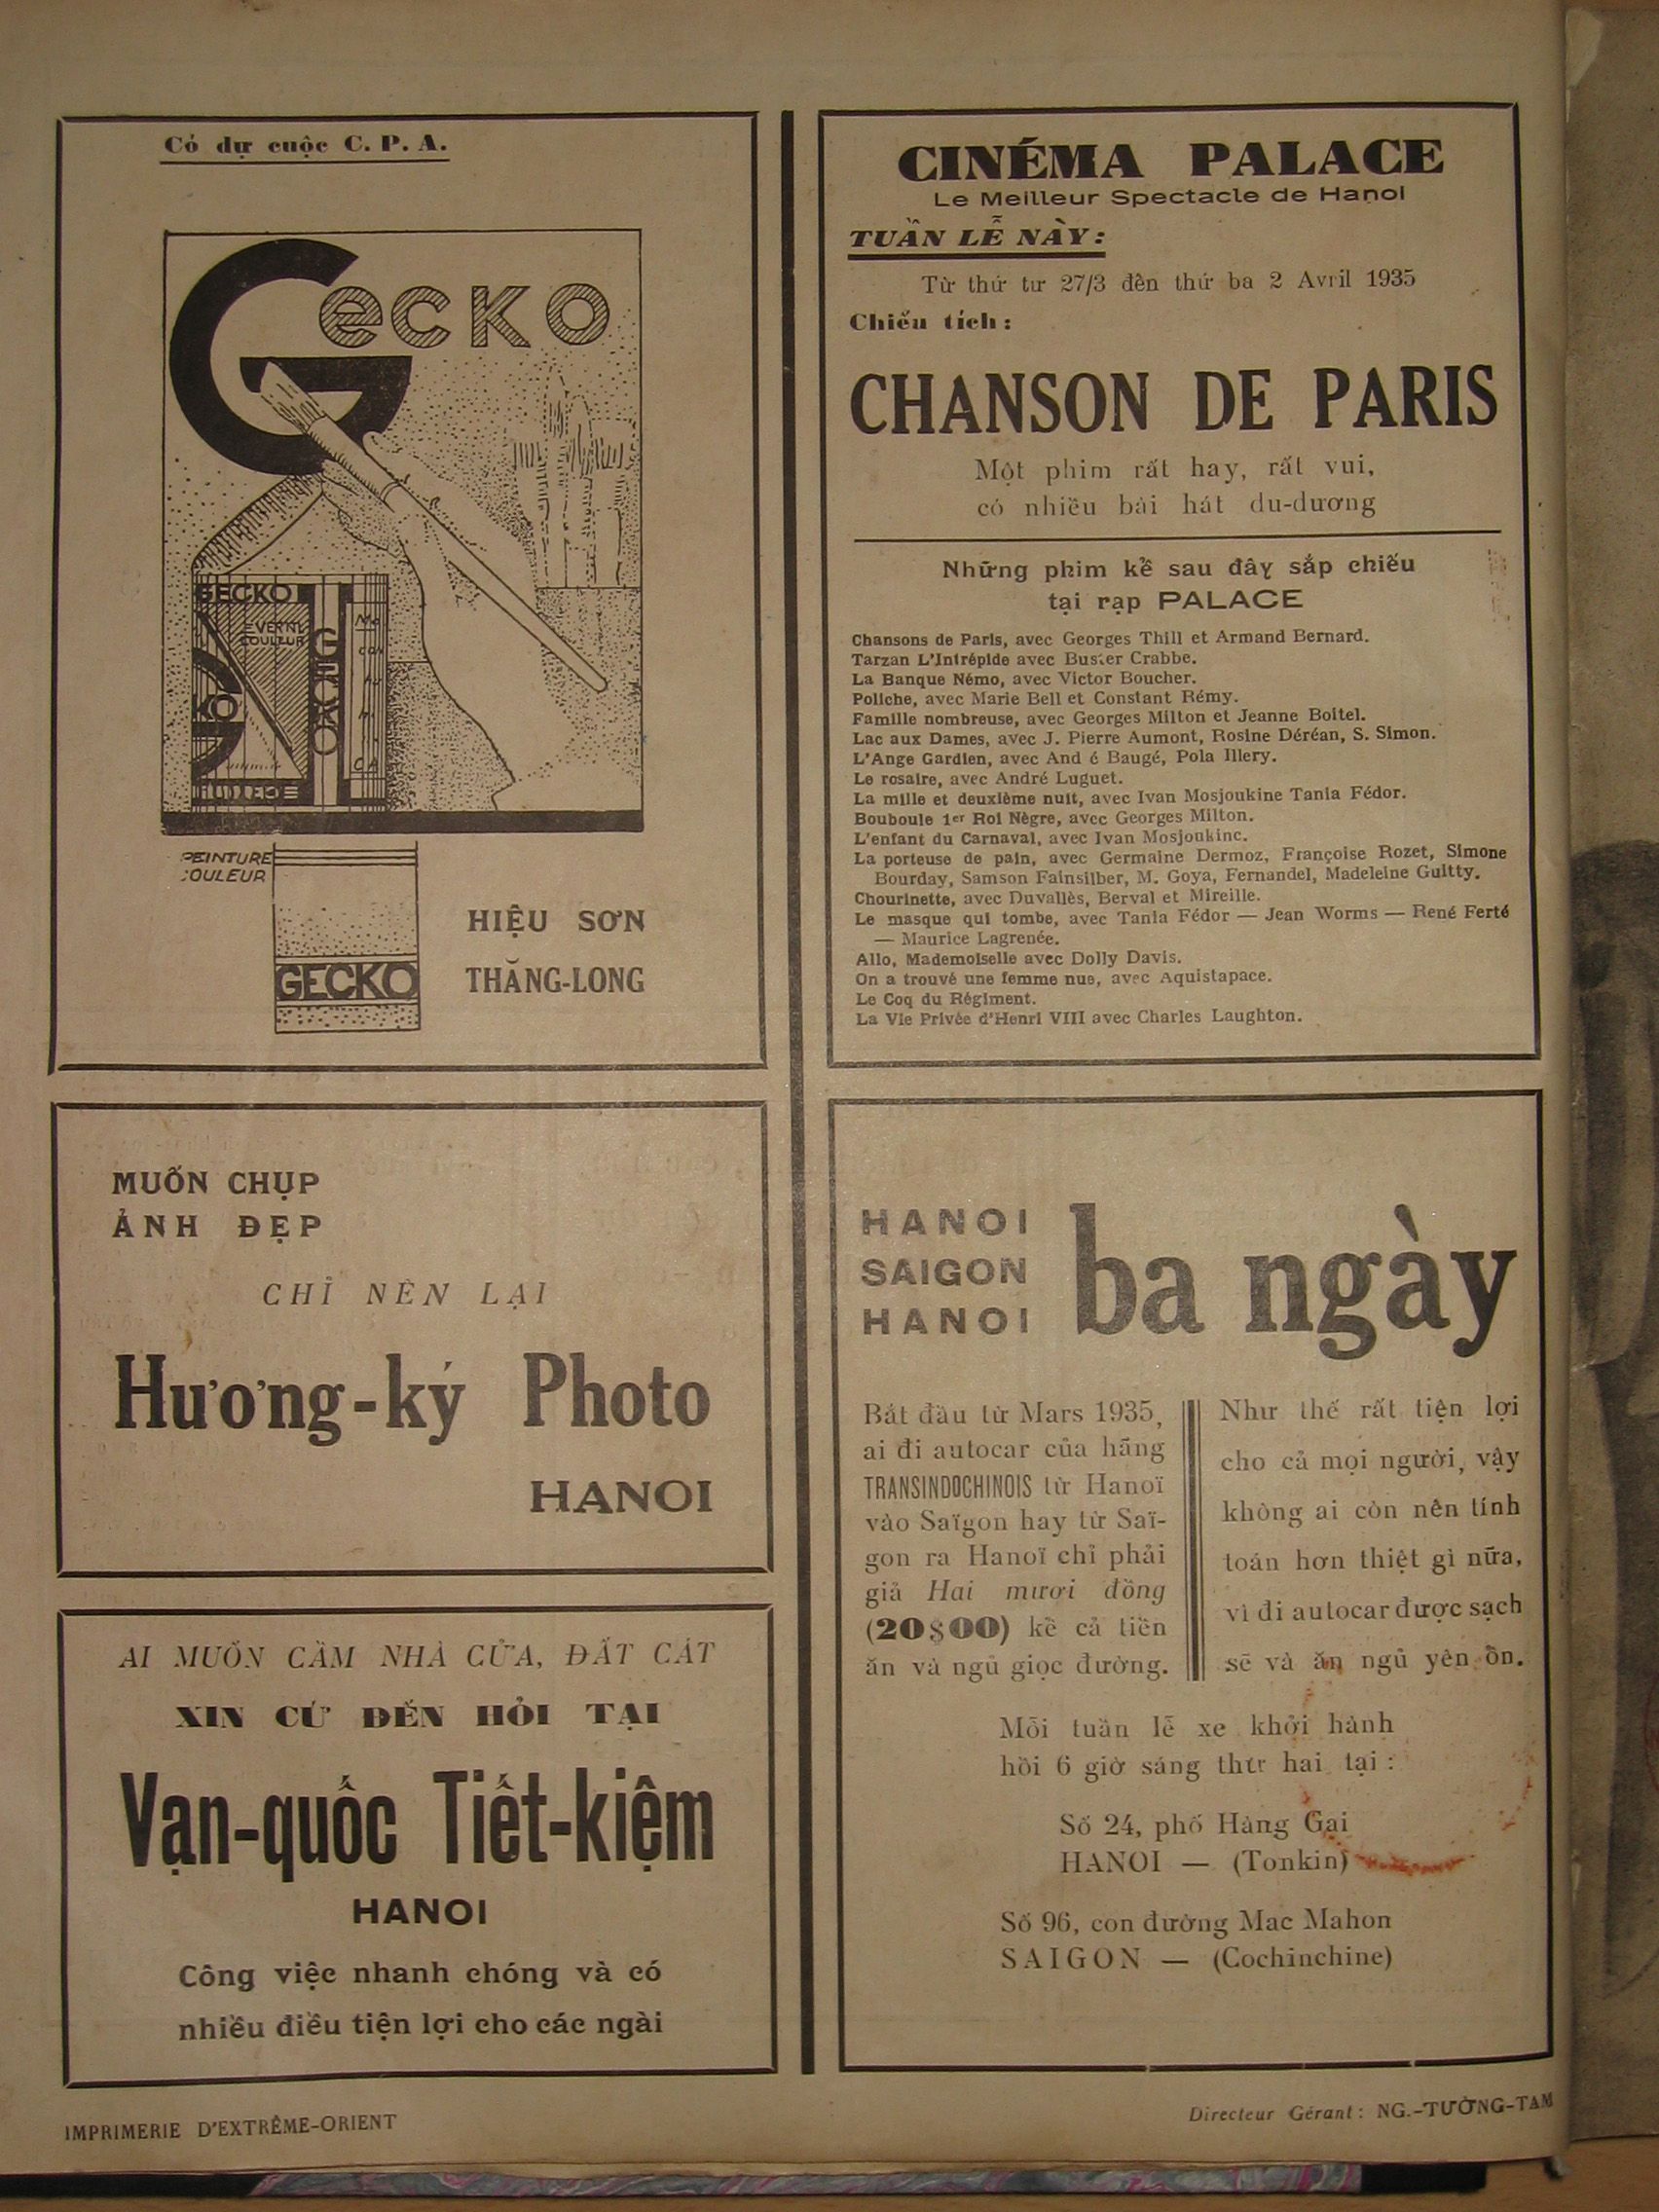 Có dự cuộc C. P. A.
GECKO
GECKO
VERNI
COULEUR
GECKO
KO
PEINTURE
COULEUR
GECKO
HIỆU SƠN
THĂNG-LONG
MUỐN CHỤP
ẢNH ĐẸP
CHỈ NÊN LẠI
Hương-ký Photo
HANOI
AI MUỐN CẦM NHÀ CỬA, ĐẤT CÁT
XIN CỨ ĐẾN HỎI TẠI
Vạn-quốc Tiết-kiệm
HANOI
Công việc nhanh chóng và có
nhiều điều tiện lợi cho các ngài
CINÉMA PALACE
Le Meilleur Spectacle de Hanoi
TUẦN LỄ NÀY:
Từ thứ tư 27/3 đến thứ ba 2 Avril 1935
Chiếu tích:
CHANSON DE PARIS
Một phim rất hay, rất vui,
có nhiều bài hát du-dương
Những phim kể sau đây sắp chiếu
tại rạp PALACE
Chansons de Paris, avec Georges Thill et Armand Bernard.
Tarzan L'Intrépide avec Buster Crabbe.
La Banque Némo, avec Victor Boucher.
Poliche, avec Marie Bell et Constant Rémy.
Famille nombreuse, avec Georges Milton et Jeanne Boitel.
Lac aux Dames, avec J. Pierre Aumont, Rosine Déréan, S. Simon.
L'Ange Gardien, avec And é Baugé, Pola Illery.
Le rosaire, avec André Luguet.
La mille et deuxième nuit, avec Ivan Mosjoukine Tania Fédor.
Bouboule 1er Roi Nègre, avec Georges Milton.
L'enfant du Carnaval, avec Ivan Mosjoukinc.
La porteuse de pain, avec Germaine Dermoz, Françoise Rozet, Simone
Bourday, Samson Fainsilber, M. Goya, Fernandel, Madeleine Guitty.
Chourinette, avec Duvallès, Berval et Mireille.
Le masque qui tombe, avec Tania Fédor — Jean Worms — René Ferté
— Maurice Lagrenée.
Allo, Mademoiselle avec Dolly Davis.
On a trouvé une femme nue, avec Aquistapace.
Le Coq du Régiment.
La Vie Privée d'Henri VIII avec Charles Laughton.
HANOI
SAIGON
HANOI
ba ngày
Bắt đầu từ Mars 1935,
ai đi autocar của hãng
TRANSINDOCHINOIS từ Hanoï
vào Saïgon hay từ Saï-
gon ra Hanoï chỉ phải
giả Hai mươi đồng
(20$00) kể cả tiền
ăn và ngủ giọc đường.
Như thế rất tiện lợi
cho cả mọi người, vậy
không ai còn nên tính
toán hơn thiệt gì nữa,
vì đi autocar được sạch
sẽ và ăn ngủ yên ổn.
Mỗi tuần lễ xe khởi hành
hồi 6 giờ sáng thứ hai tại :
Số 24, phố Hàng Gai
HANOI — (Tonkin)
Số 96, con đường Mac Mahon
SAIGON — (Cochinchine)
IMPRIMERIE D'EXTRÊME-ORIENT
Directeur Gérant: NG.-TƯỜNG-TAM